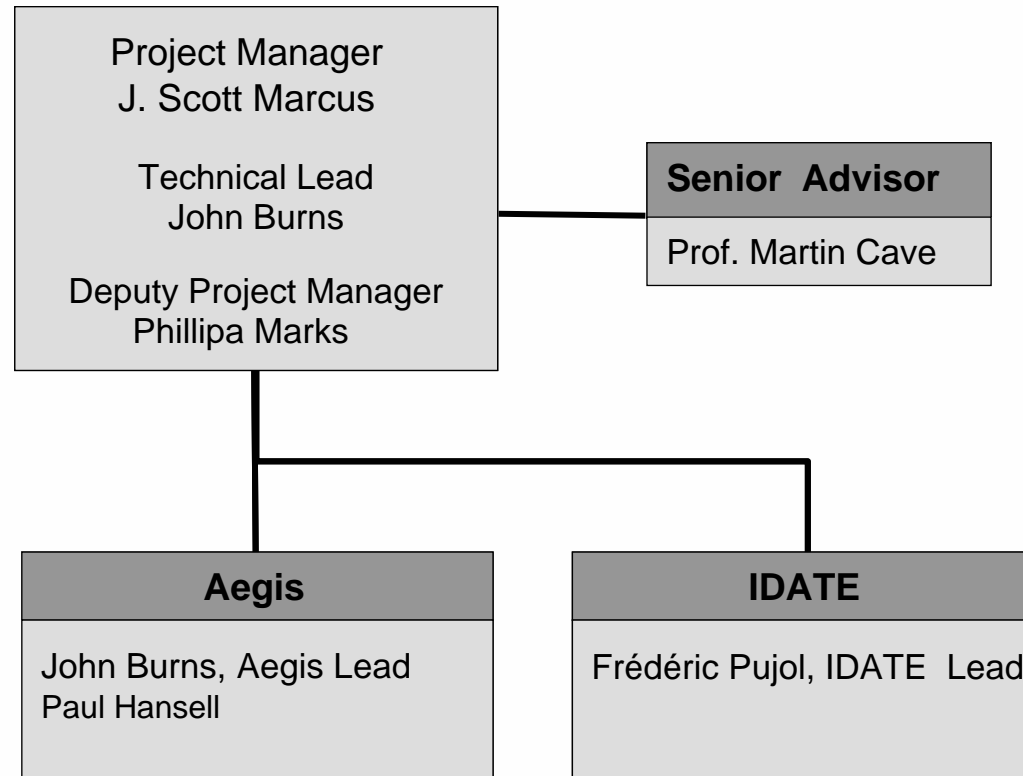 Project Manager
J. Scott Marcus
Technical Lead
John Burns
Deputy Project Manager
Phillipa Marks
Senior Advisor
Prof. Martin Cave
Aegis
John Burns, Aegis Lead
Paul Hansell
IDATE
Frédéric Pujol, IDATE Lead